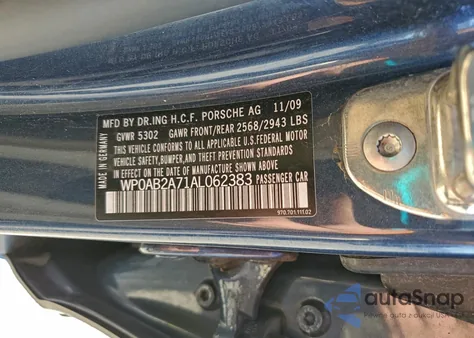 MFD BY DR.ING H.C.F. PORSCHE AG 11/09
GVWR 5302 GAWR FRONT/REAR 2568/2943 LBS
THIS VEHICLE CONFORMS TO ALL APPLICABLE U.S. FEDERAL MOTOR
VEHICLE SAFETY, BUMPER, AND THEFT PREVENTION STANDARDS IN
EFFECT ON THE DATE OF MANUFACTURE SHOWN ABOVE.
WP0AB2A71AL062383 PASSENGER CAR
MADE IN GERMANY
970.701.111.02
autoSnap